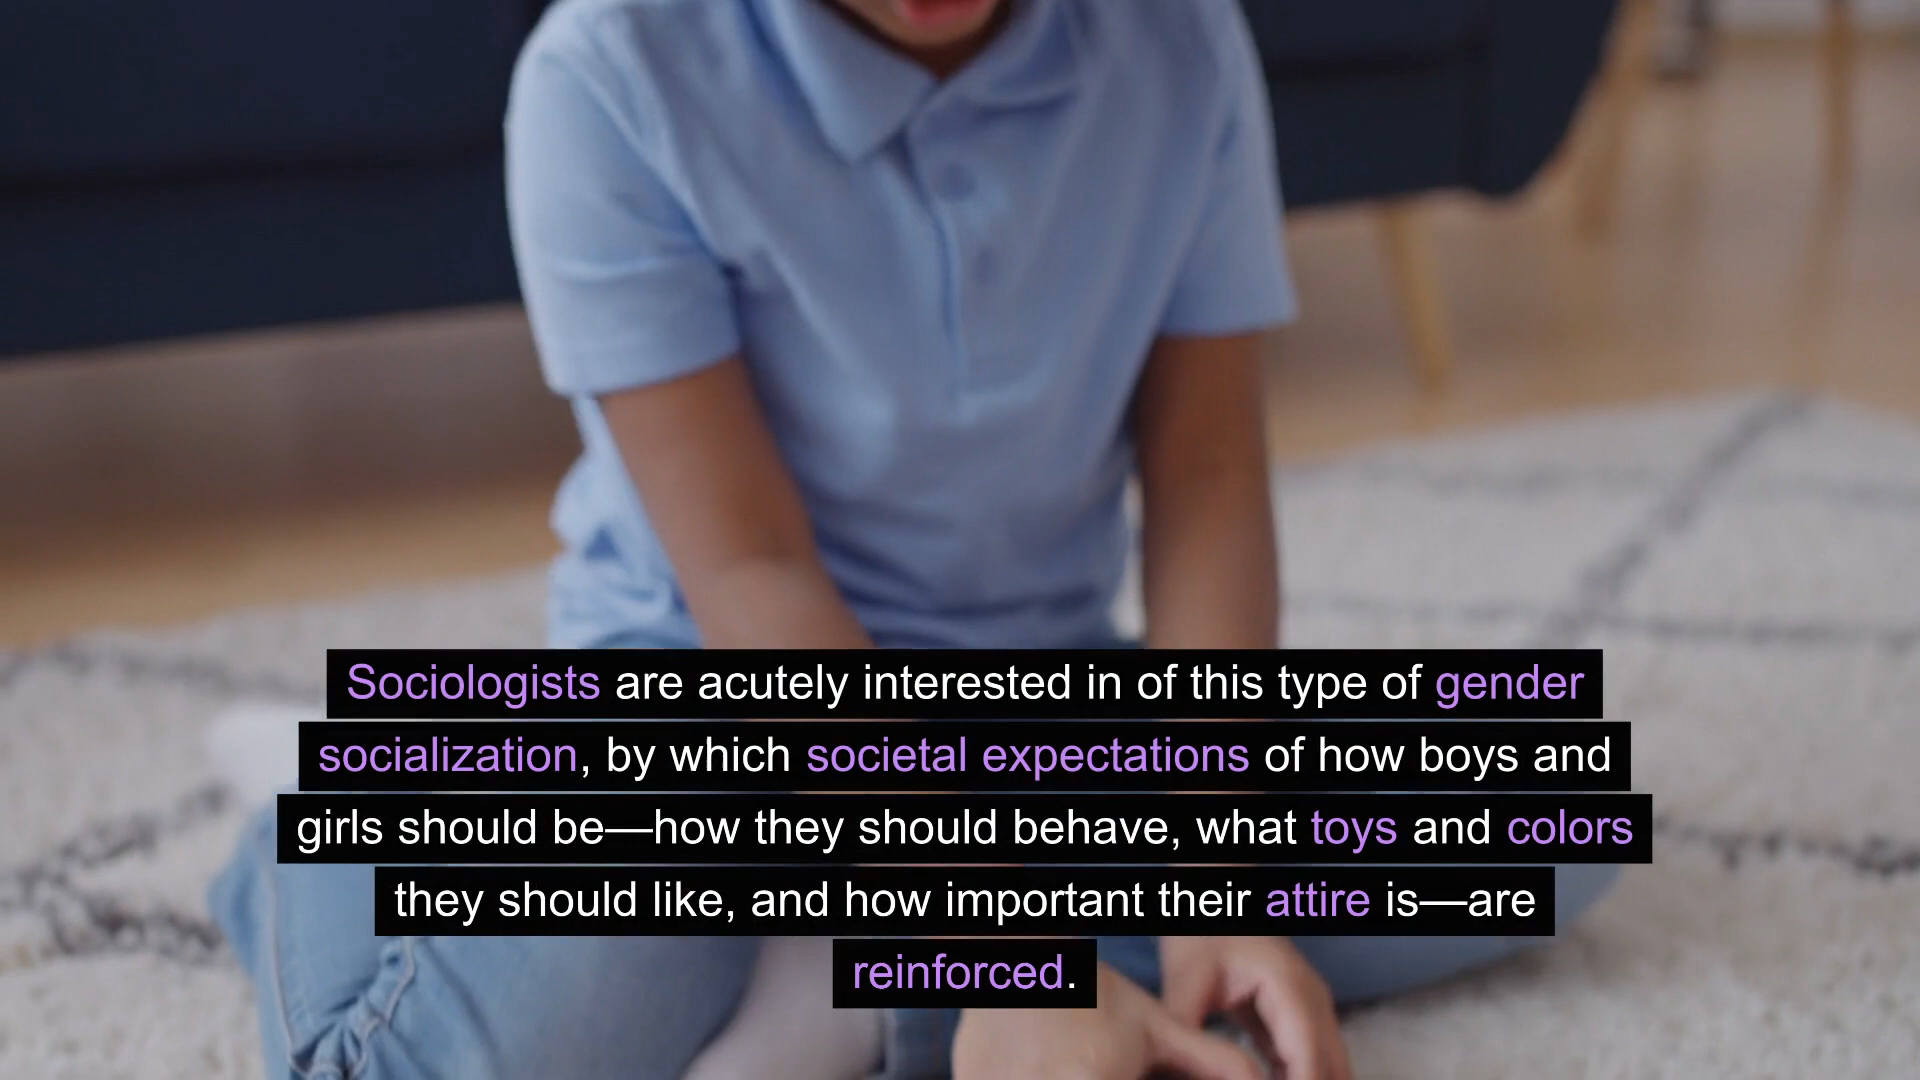 Sociologists are acutely interested in of this type of gender
socialization, by which societal expectations of how boys and
girls should be—how they should behave, what toys and colors
they should like, and how important their attire is—are
reinforced.